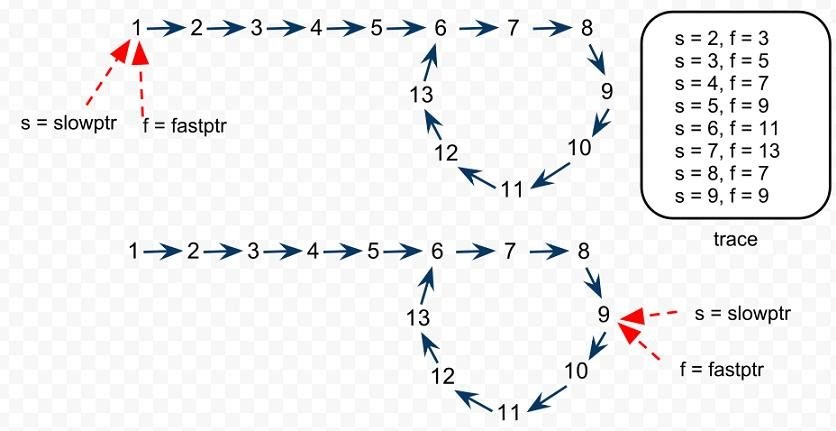 1 2 3 4 5 6 7 8
9
10
11
12
13
s = slowptr
f = fastptr
s = 2, f = 3
s = 3, f = 5
s = 4, f = 7
s = 5, f = 9
s = 6, f = 11
s = 7, f = 13
s = 8, f = 7
s = 9, f = 9
trace
1 2 3 4 5 6 7 8
9
10
11
12
13
s = slowptr
f = fastptr